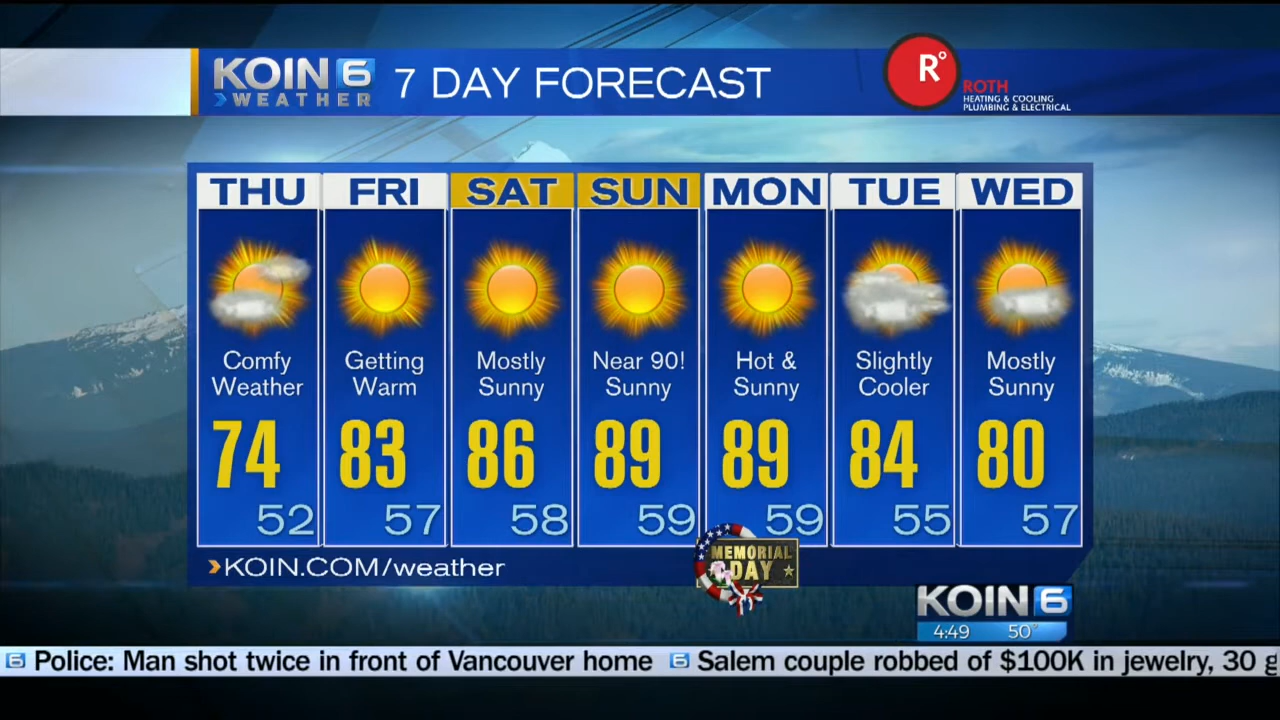 KOIN 6
WEATHER
7 DAY FORECAST
R°
ROTH
HEATING & COOLING
PLUMBING & ELECTRICAL
THU FRI SAT SUN MON TUE WED
Comfy Getting Mostly Near 90! Hot & Slightly Mostly
Weather Warm Sunny Sunny Sunny Cooler Sunny
74 83 86 89 89 84 80
52 57 58 59 59 55 57
MEMORIAL
DAY
KOIN.COM/weather
KOIN 6
4:49 50°
6 Police: Man shot twice in front of Vancouver home 6 Salem couple robbed of $100K in jewelry, 30 g